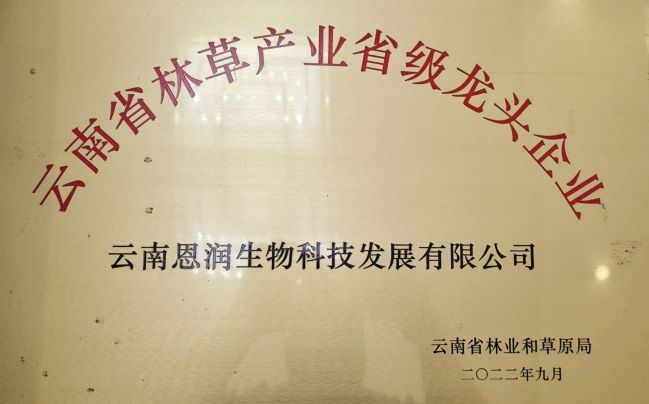 云南省林草产业省级龙头企业
云南恩润生物科技发展有限公司
云南省林业和草原局
二〇二二年九月